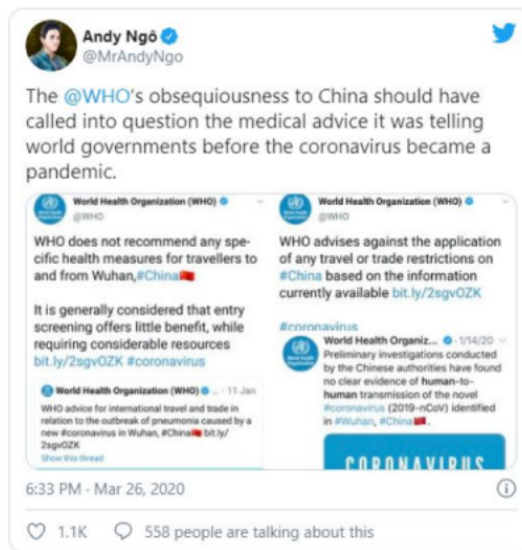 Andy Ngô
@MrAndyNgo
The @WHO's obsequiousness to China should have
called into question the medical advice it was telling
world governments before the coronavirus became a
pandemic.
World Health Organization (WHO)
@WHO
WHO does not recommend any spe-
cific health measures for travellers to
and from Wuhan,#China🇨🇳
It is generally considered that entry
screening offers little benefit, while
requiring considerable resources
bit.ly/2sgvOZK #coronavirus
World Health Organization (WHO) ... - 11 Jan
WHO advice for international travel and trade in
relation to the outbreak of pneumonia caused by a
new #coronavirus in Wuhan, #China🇨🇳 bit.ly/
2sgvOZK
Show this thread
World Health Organization (WHO)
@WHO
WHO advises against the application
of any travel or trade restrictions on
#China based on the information
currently available bit.ly/2sgvOZK
#coronavirus
World Health Organiz... · 1/14/20
Preliminary investigations conducted
by the Chinese authorities have found
no clear evidence of human-to-
human transmission of the novel
#coronavirus (2019-nCoV) identified
in #Wuhan, #China🇨🇳.
CORONAVIRUS
6:33 PM · Mar 26, 2020
1.1K 558 people are talking about this